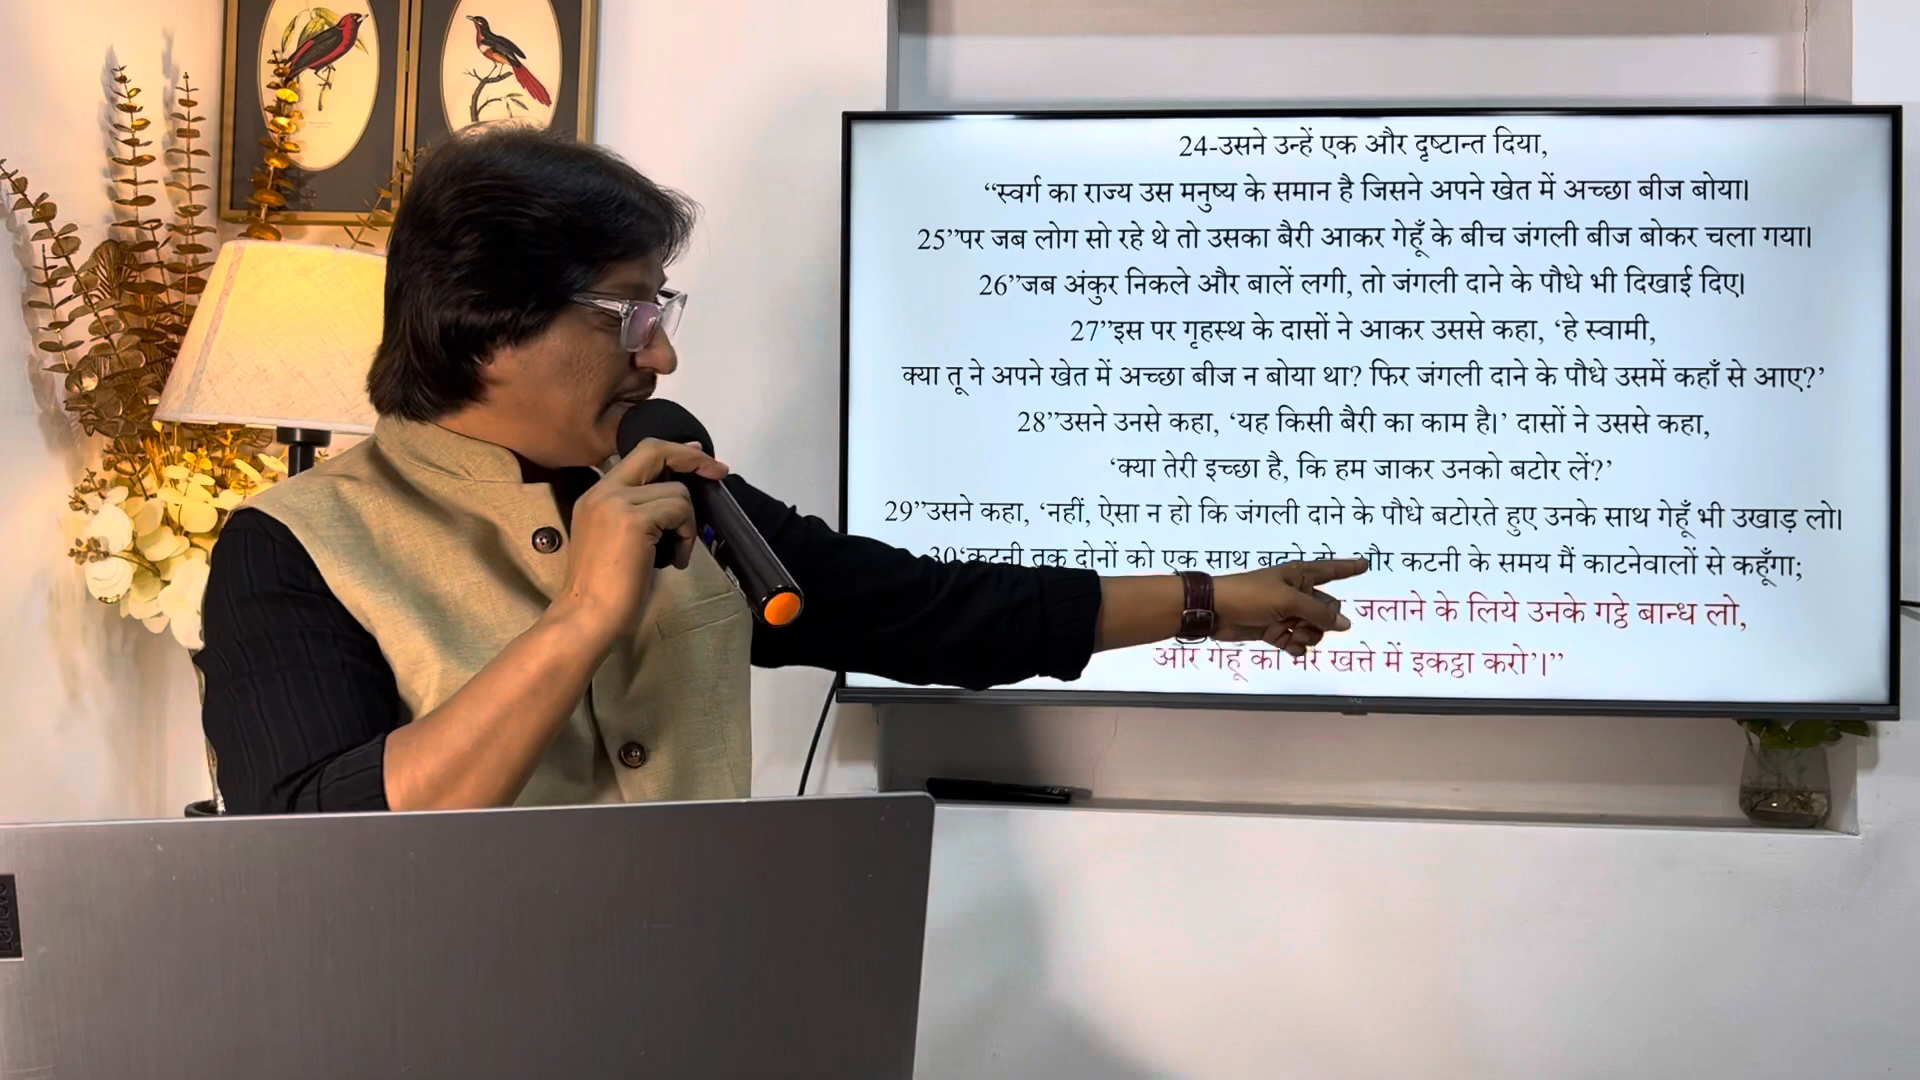 24-उसने उन्हें एक और दृष्टान्त दिया,
“स्वर्ग का राज्य उस मनुष्य के समान है जिसने अपने खेत में अच्छा बीज बोया।
25”पर जब लोग सो रहे थे तो उसका बैरी आकर गेहूँ के बीच जंगली बीज बोकर चला गया।
26”जब अंकुर निकले और बालें लगी, तो जंगली दाने के पौधे भी दिखाई दिए।
27”इस पर गृहस्थ के दासों ने आकर उससे कहा, ‘हे स्वामी,
क्या तू ने अपने खेत में अच्छा बीज न बोया था? फिर जंगली दाने के पौधे उसमें कहाँ से आए?’
28”उसने उनसे कहा, ‘यह किसी बैरी का काम है।’ दासों ने उससे कहा,
‘क्या तेरी इच्छा है, कि हम जाकर उनको बटोर लें?’
29”उसने कहा, ‘नहीं, ऐसा न हो कि जंगली दाने के पौधे बटोरते हुए उनके साथ गेहूँ भी उखाड़ लो।
30‘कटनी तक दोनों को एक साथ और कटनी के समय मैं काटनेवालों से कहूँगा;
जलाने के लिये उनके गट्ठे बान्ध लो,
और गेहूँ को मेरे खत्ते में इकट्ठा करो’।”
Lenovo